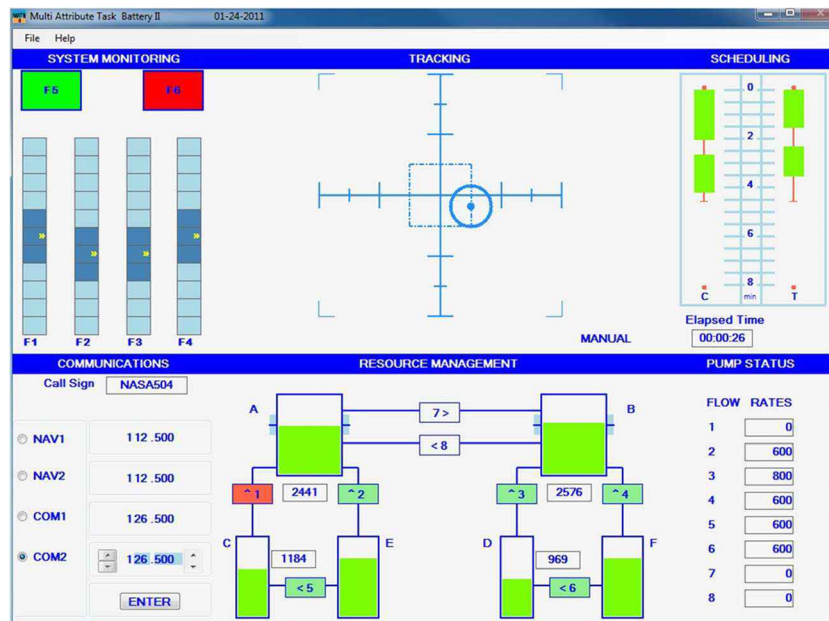 Multi Attribute Task Battery II 01-24-2011
File Help
SYSTEM MONITORING TRACKING SCHEDULING
F5 F6
0
2
4
6
8
C min T
F1 F2 F3 F4
Elapsed Time
MANUAL 00:00:26
COMMUNICATIONS RESOURCE MANAGEMENT PUMP STATUS
Call Sign NASA504
NAV1 112.500
NAV2 112.500
COM1 126.500
COM2 126.500
ENTER
A 7 > B
< 8
^ 1 2441 ^ 2 ^ 3 2576 ^ 4
C 1184 E D 969 F
< 5 < 6
FLOW RATES
1 0
2 600
3 800
4 600
5 600
6 600
7 0
8 0